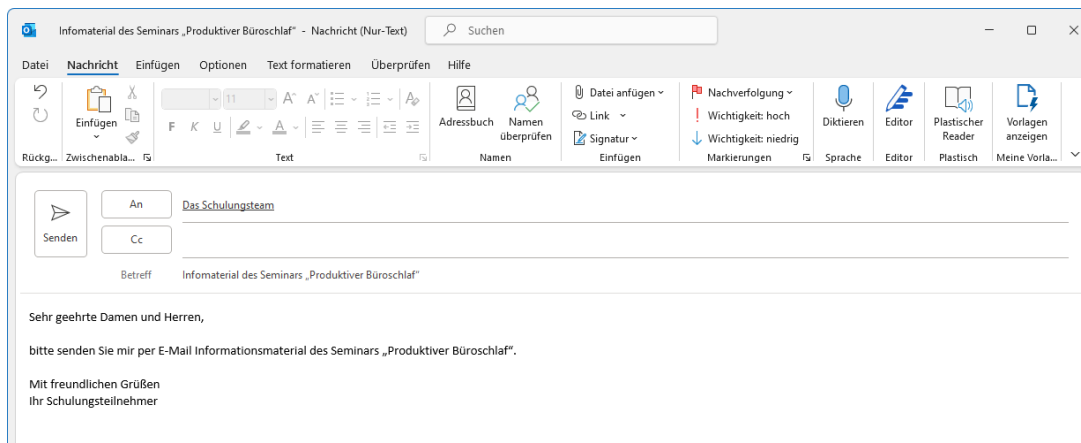 Infomaterial des Seminars „Produktiver Büroschlaf“ - Nachricht (Nur-Text)
Suchen
Datei Nachricht Einfügen Optionen Text formatieren Überprüfen Hilfe
Einfügen
11
F K U
A
Adressbuch
Namen überprüfen
Datei anfügen
Link
Signatur
Nachverfolgung
Wichtigkeit: hoch
Wichtigkeit: niedrig
Diktieren
Editor
Plastischer Reader
Vorlagen anzeigen
Rückg... Zwischenabla... Text Namen Einfügen Markierungen Sprache Editor Plastisch Meine Vorla...
Senden
An Das Schulungsteam
Cc
Betreff Infomaterial des Seminars „Produktiver Büroschlaf“
Sehr geehrte Damen und Herren,
bitte senden Sie mir per E-Mail Informationsmaterial des Seminars „Produktiver Büroschlaf“.
Mit freundlichen Grüßen
Ihr Schulungsteilnehmer